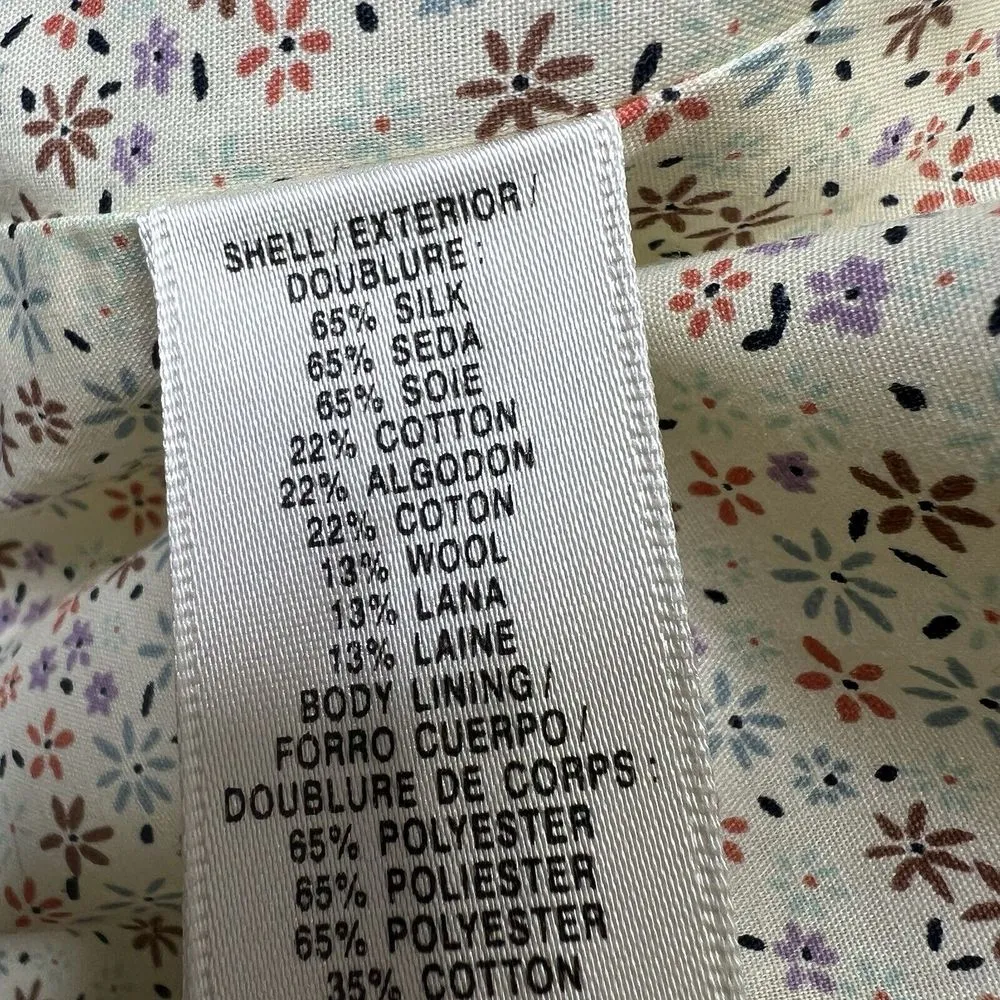 SHELL/EXTERIOR/
DOUBLURE :
65% SILK
65% SEDA
65% SOIE
22% COTTON
22% ALGODON
22% COTON
13% WOOL
13% LANA
13% LAINE
BODY LINING/
FORRO CUERPO/
DOUBLURE DE CORPS :
65% POLYESTER
65% POLIESTER
65% POLYESTER
35% COTTON